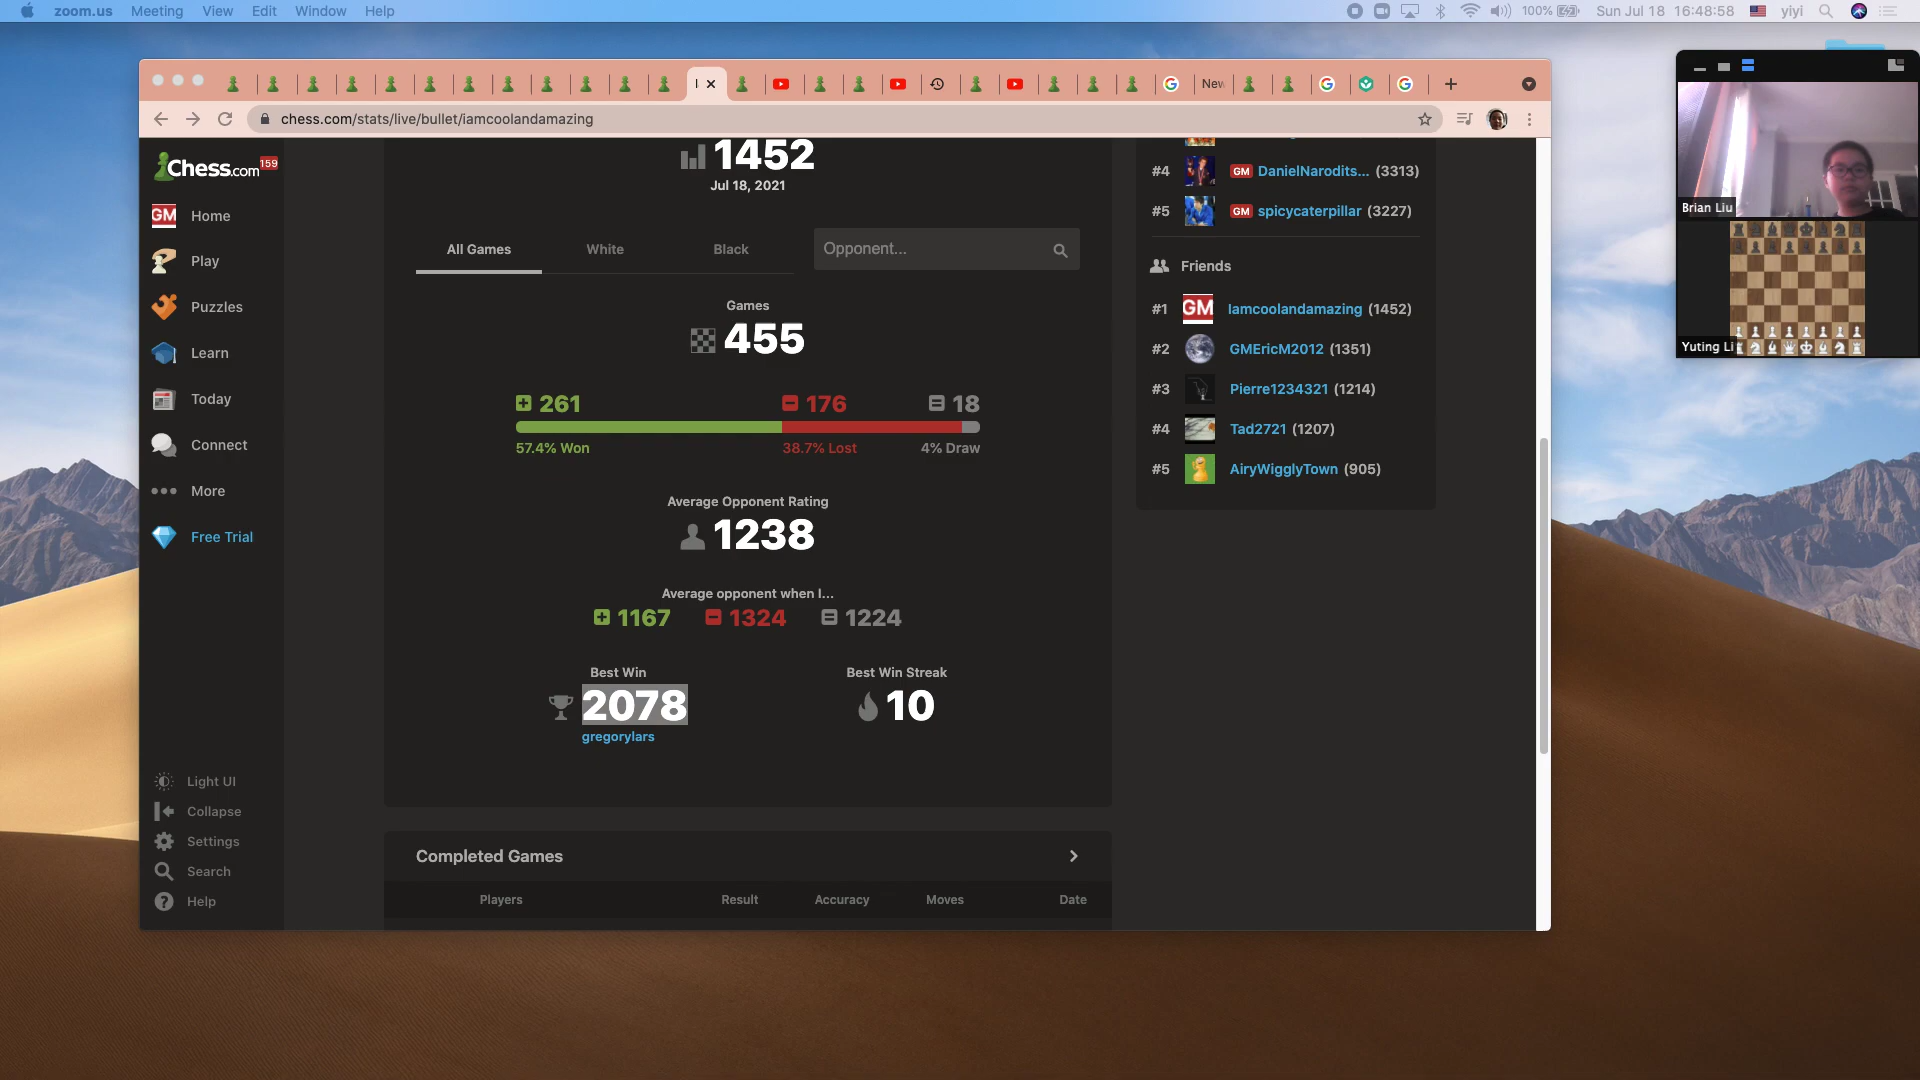 zoom.us Meeting View Edit Window Help 100% Sun Jul 18 16:48:58 yiyi
New
chess.com/stats/live/bullet/iamcoolandamazing
Chess.com 159
GM Home
Play
Puzzles
Learn
Today
Connect
More
Free Trial
Light UI
Collapse
Settings
Search
Help
1452
Jul 18, 2021
All Games White Black Opponent...
Games
455
261 176 18
57.4% Won 38.7% Lost 4% Draw
Average Opponent Rating
1238
Average opponent when I...
1167 1324 1224
Best Win Best Win Streak
2078 10
gregorylars
Completed Games
Players Result Accuracy Moves Date
#4 GM DanielNarodits... (3313)
#5 GM spicycaterpillar (3227)
Friends
#1 GM Iamcoolandamazing (1452)
#2 GMEricM2012 (1351)
#3 Pierre1234321 (1214)
#4 Tad2721 (1207)
#5 AiryWigglyTown (905)
Brian Liu
Yuting Li